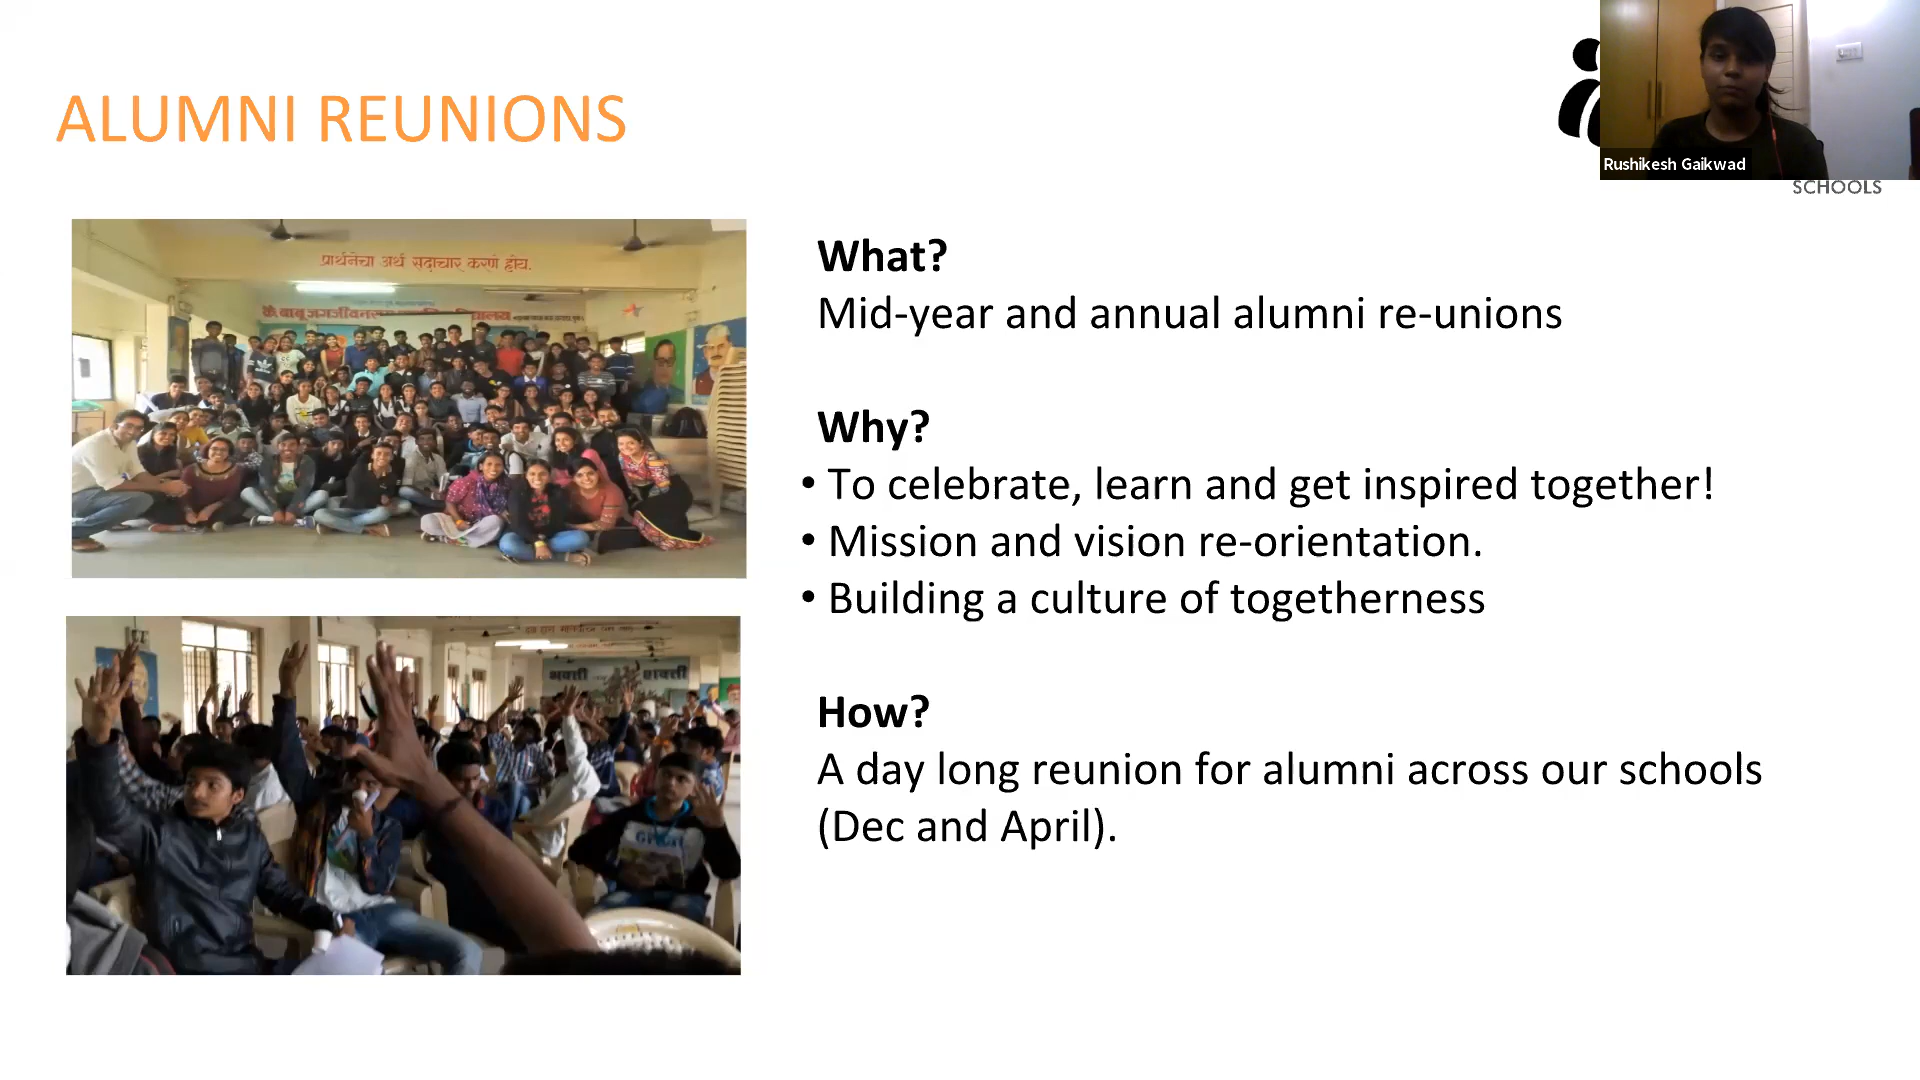 ALUMNI REUNIONS
Rushikesh Gaikwad
SCHOOLS
प्रार्थनेचा अर्थ सदाचार करणे होय.
What?
Mid-year and annual alumni re-unions
Why?
• To celebrate, learn and get inspired together!
• Mission and vision re-orientation.
• Building a culture of togetherness
How?
A day long reunion for alumni across our schools
(Dec and April).
भक्ती
शक्ती